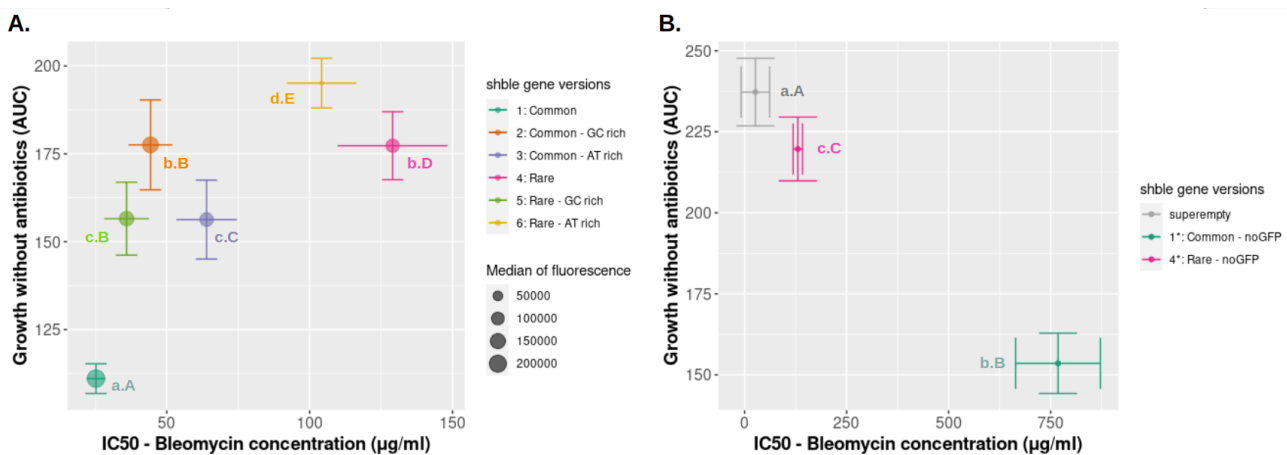 A.
Growth without antibiotics (AUC)
200
175
150
125
d.E
b.B
b.D
c.B
c.C
a.A
50
100
150
IC50 - Bleomycin concentration (µg/ml)
shble gene versions
1: Common
2: Common - GC rich
3: Common - AT rich
4: Rare
5: Rare - GC rich
6: Rare - AT rich
Median of fluorescence
50000
100000
150000
200000
B.
Growth without antibiotics (AUC)
250
225
200
175
150
a.A
c.C
b.B
0
250
500
750
IC50 - Bleomycin concentration (µg/ml)
shble gene versions
superempty
1*: Common - noGFP
4*: Rare - noGFP